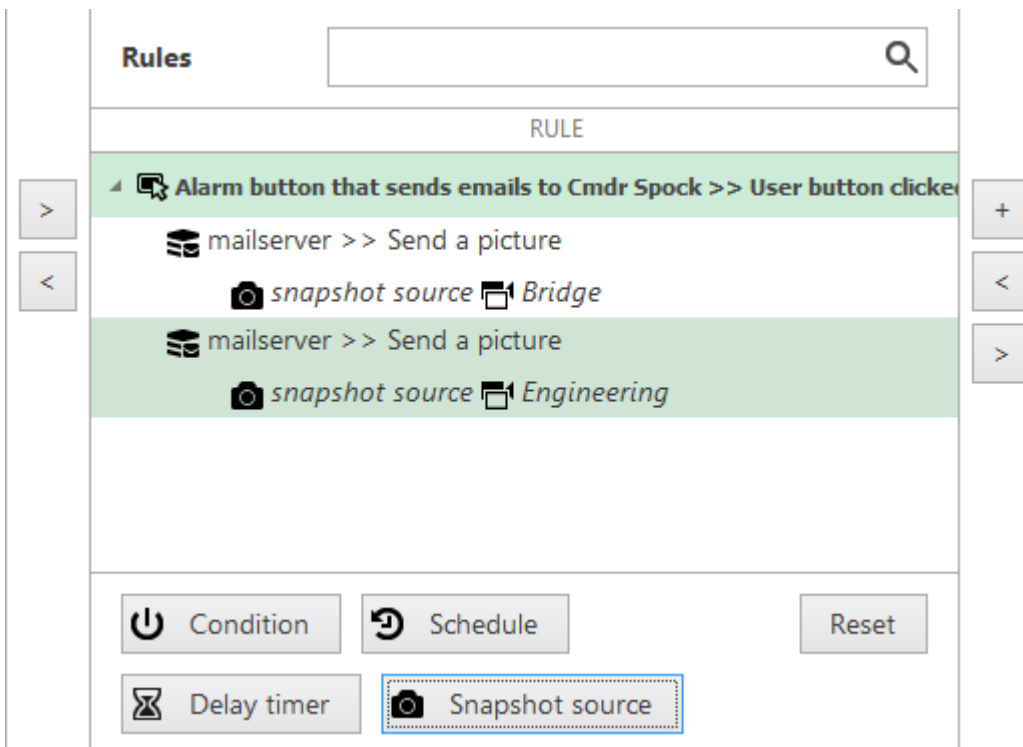 Rules
RULE
Alarm button that sends emails to Cmdr Spock >> User button clicked
> mailserver >> Send a picture +
< snapshot source Bridge <
mailserver >> Send a picture >
snapshot source Engineering
Condition Schedule Reset
Delay timer Snapshot source